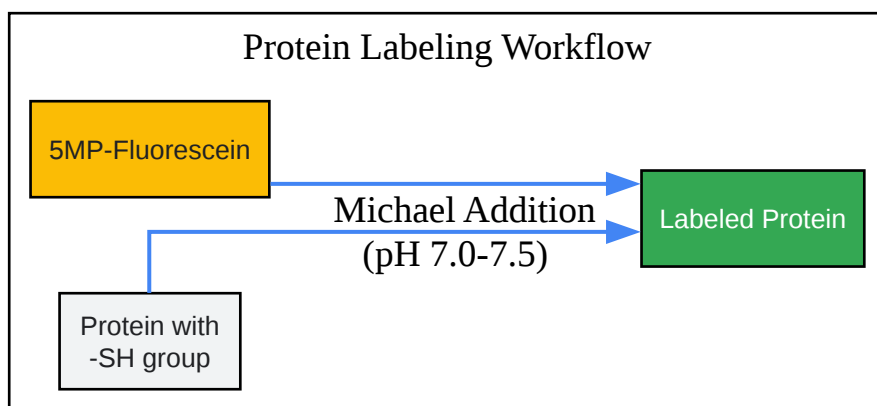 Protein Labeling Workflow
5MP-Fluorescein
Michael Addition
(pH 7.0-7.5)
Labeled Protein
Protein with
-SH group